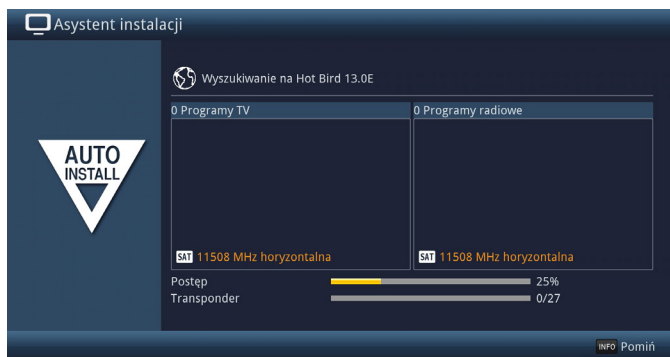 Asystent instalacji
Wyszukiwanie na Hot Bird 13.0E
0 Programy TV
0 Programy radiowe
AUTO
INSTALL
SAT 11508 MHz horyzontalna
SAT 11508 MHz horyzontalna
Postęp 25%
Transponder 0/27
INFO Pomiń